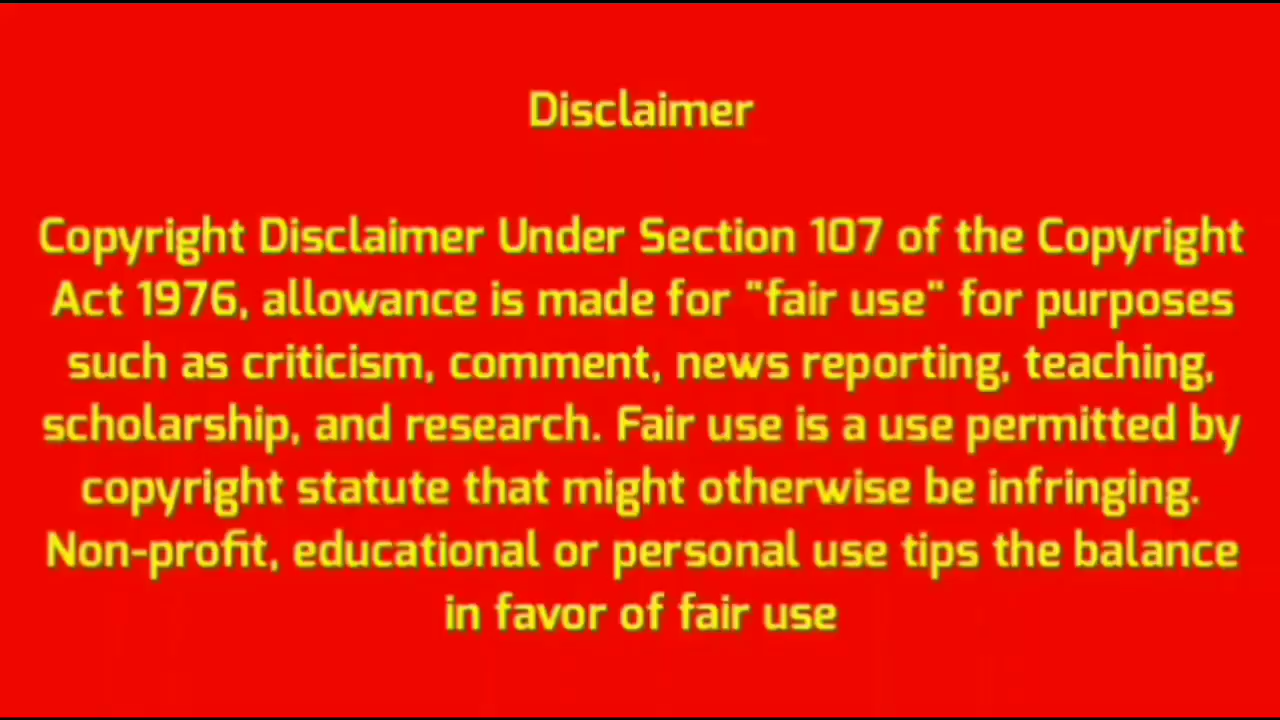 Disclaimer
Copyright Disclaimer Under Section 107 of the Copyright
Act 1976, allowance is made for "fair use" for purposes
such as criticism, comment, news reporting, teaching,
scholarship, and research. Fair use is a use permitted by
copyright statute that might otherwise be infringing.
Non-profit, educational or personal use tips the balance
in favor of fair use